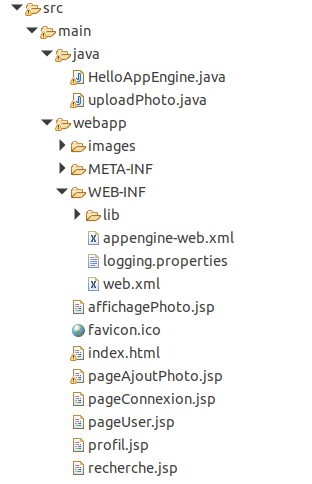 src
main
java
HelloAppEngine.java
uploadPhoto.java
webapp
images
META-INF
WEB-INF
lib
appengine-web.xml
logging.properties
web.xml
affichagePhoto.jsp
favicon.ico
index.html
pageAjoutPhoto.jsp
pageConnexion.jsp
pageUser.jsp
profil.jsp
recherche.jsp